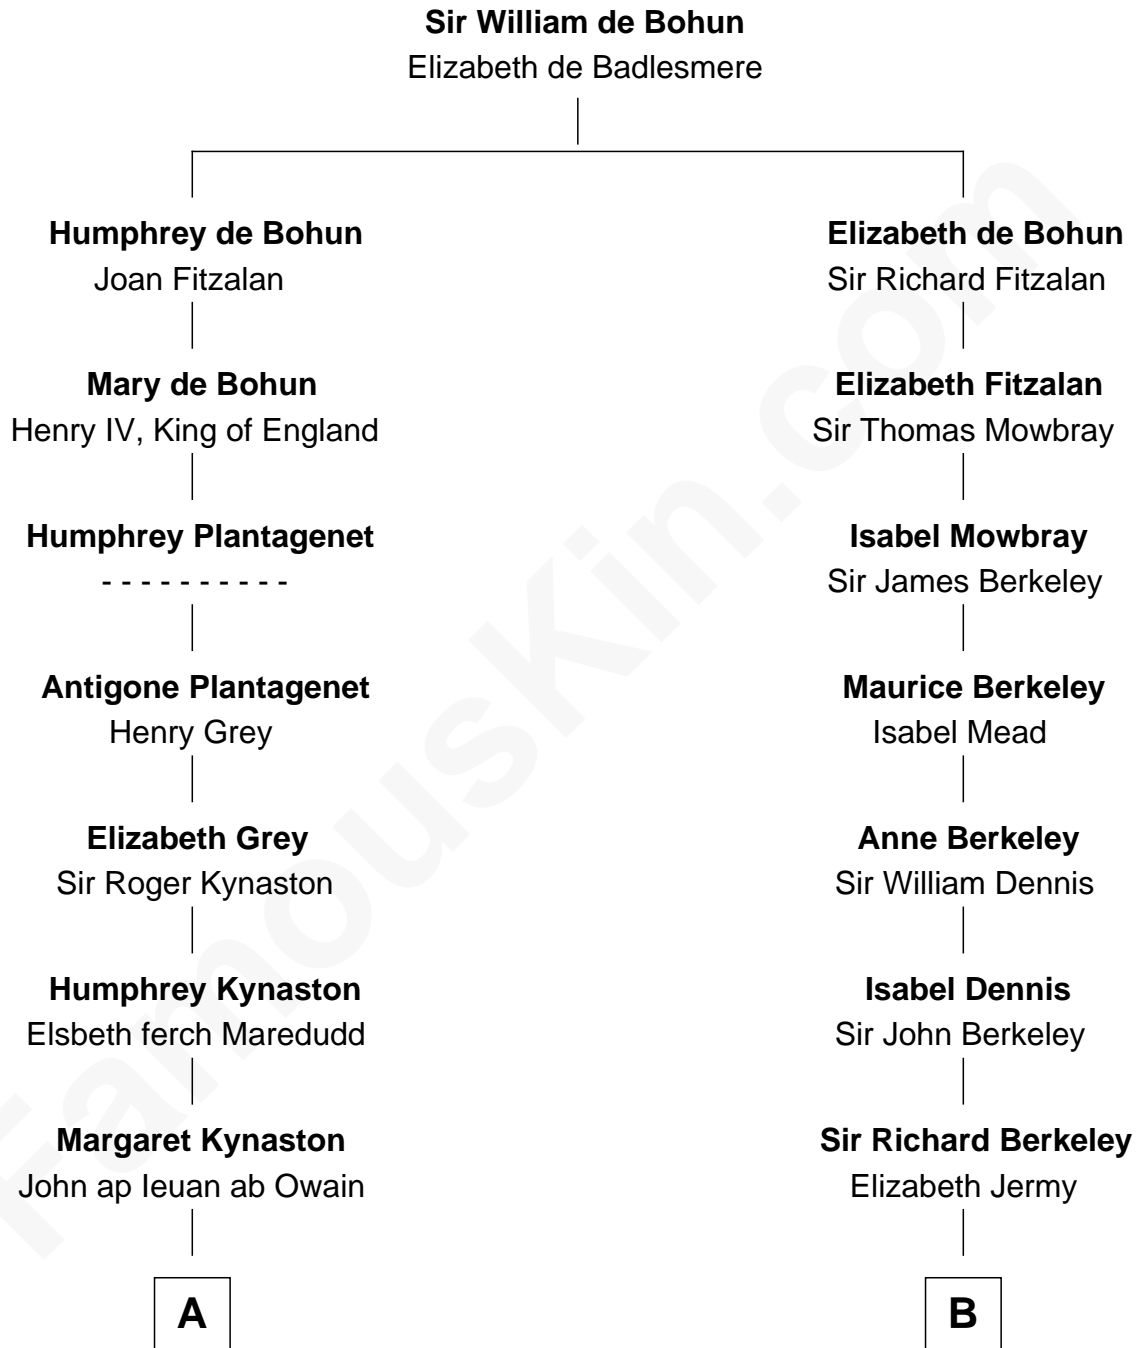 Sir William de Bohun
Elizabeth de Badlesmere
Humphrey de Bohun
Joan Fitzalan
Mary de Bohun
Henry IV, King of England
Humphrey Plantagenet
- - - - - - - - - -
Antigone Plantagenet
Henry Grey
Elizabeth Grey
Sir Roger Kynaston
Humphrey Kynaston
Elsbeth ferch Maredudd
Margaret Kynaston
John ap Ieuan ab Owain
A
Elizabeth de Bohun
Sir Richard Fitzalan
Elizabeth Fitzalan
Sir Thomas Mowbray
Isabel Mowbray
Sir James Berkeley
Maurice Berkeley
Isabel Mead
Anne Berkeley
Sir William Dennis
Isabel Dennis
Sir John Berkeley
Sir Richard Berkeley
Elizabeth Jermy
B
FamousKin.com